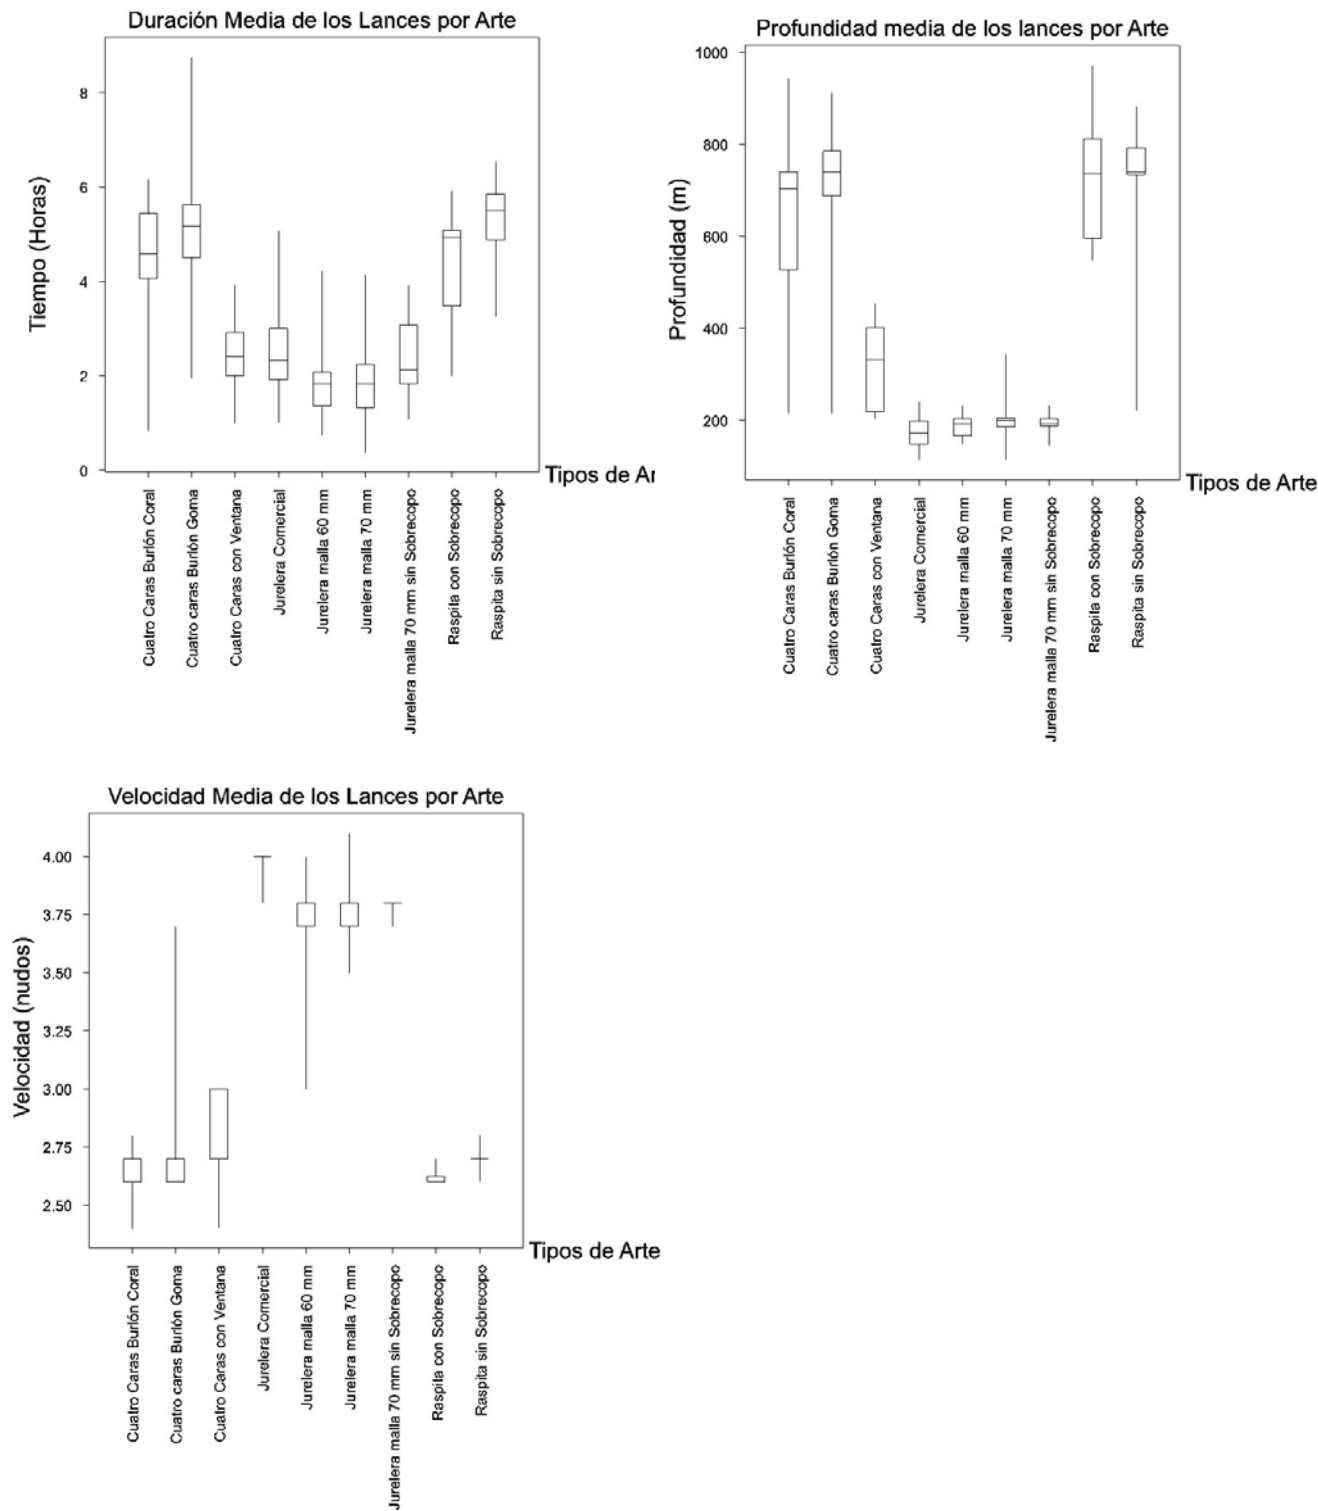 Duración Media de los Lances por Arte
Tiempo (Horas)
8
6
4
2
0
Tipos de Ar
Cuatro Caras Burlón Coral
Cuatro caras Burlón Goma
Cuatro Caras con Ventana
Jurelera Comercial
Jurelera malla 60 mm
Jurelera malla 70 mm
Jurelera malla 70 mm sin Sobrecopo
Raspita con Sobrecopo
Raspita sin Sobrecopo
Profundidad media de los lances por Arte
Profundidad (m)
1000
800
600
400
200
Tipos de Arte
Cuatro Caras Burlón Coral
Cuatro caras Burlón Goma
Cuatro Caras con Ventana
Jurelera Comercial
Jurelera malla 60 mm
Jurelera malla 70 mm
Jurelera malla 70 mm sin Sobrecopo
Raspita con Sobrecopo
Raspita sin Sobrecopo
Velocidad Media de los Lances por Arte
Velocidad (nudos)
4.00
3.75
3.50
3.25
3.00
2.75
2.50
Tipos de Arte
Cuatro Caras Burlón Coral
Cuatro caras Burlón Goma
Cuatro Caras con Ventana
Jurelera Comercial
Jurelera malla 60 mm
Jurelera malla 70 mm
Jurelera malla 70 mm sin Sobrecopo
Raspita con Sobrecopo
Raspita sin Sobrecopo